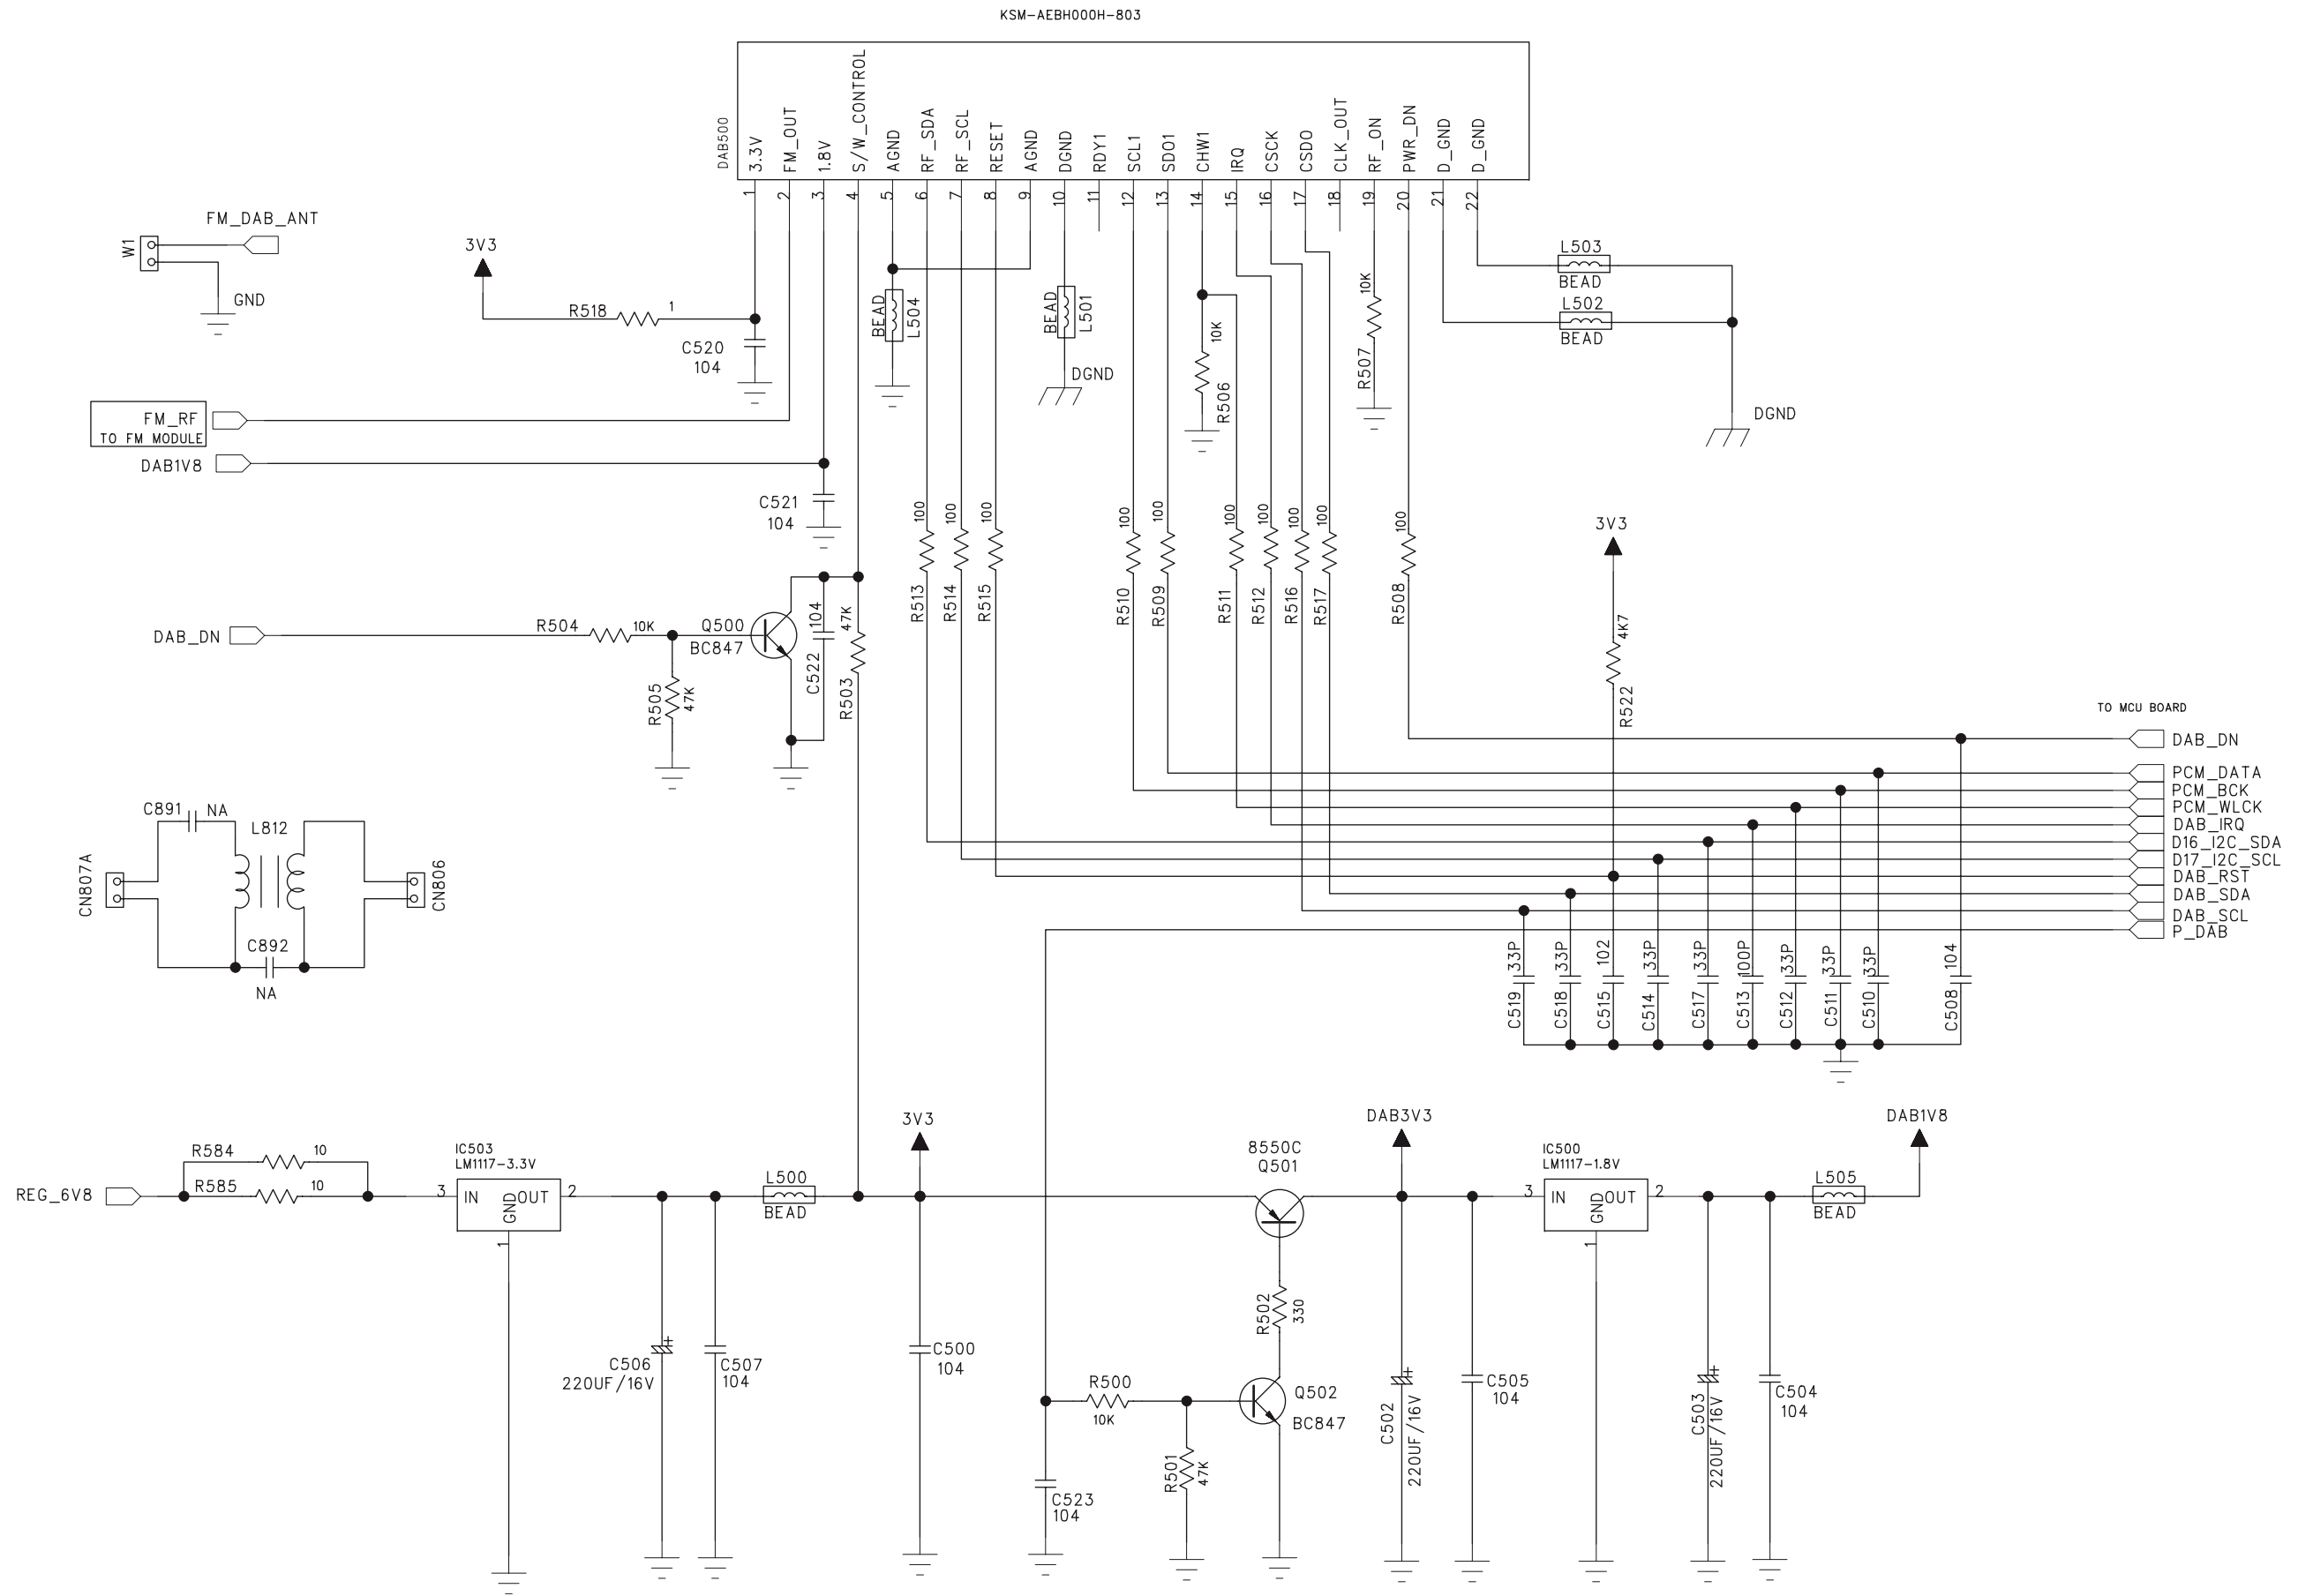 KSM-AEBH000H-803
DAB500
3.3V
FM_OUT
1.8V
S/W_CONTROL
AGND
RF_SDA
RF_SCL
RESET
AGND
DGND
RDY1
SCL1
SDO1
CHW1
IRQ
CSCK
CSDO
CLK_OUT
RF_ON
PWR_DN
D_GND
D_GND
1
2
3
4
5
6
7
8
9
10
11
12
13
14
15
16
17
18
19
20
21
22
FM_DAB_ANT
W1
GND
3V3
R518
1
C520
104
BEAD
L504
BEAD
L501
DGND
10K
R506
10K
R507
L503
BEAD
L502
BEAD
DGND
FM_RF
TO FM MODULE
DAB1V8
C521
104
100
R513
100
R514
100
R515
100
R510
100
R509
100
R511
100
R512
100
R516
100
R517
100
R508
3V3
4K7
R522
DAB_DN
R504
10K
Q500
BC847
104
C522
47K
R503
R505
47K
TO MCU BOARD
DAB_DN
PCM_DATA
PCM_BCK
PCM_WLCK
DAB_IRQ
D16_I2C_SDA
D17_I2C_SCL
DAB_RST
DAB_SDA
DAB_SCL
P_DAB
C891
NA
L812
CN807A
CN806
C892
NA
33P
C519
33P
C518
102
C515
33P
C514
33P
C517
100P
C513
33P
C512
33P
C511
33P
C510
104
C508
REG_6V8
R584
10
R585
10
IC503
LM1117-3.3V
3
IN
GND
OUT
2
1
L500
BEAD
3V3
8550C
Q501
DAB3V3
IC500
LM1117-1.8V
3
IN
GND
OUT
2
1
L505
BEAD
DAB1V8
C506
220UF/16V
C507
104
C500
104
R502
330
R500
10K
Q502
BC847
R501
47K
C523
104
C502
220UF/16V
C505
104
C503
220UF/16V
C504
104